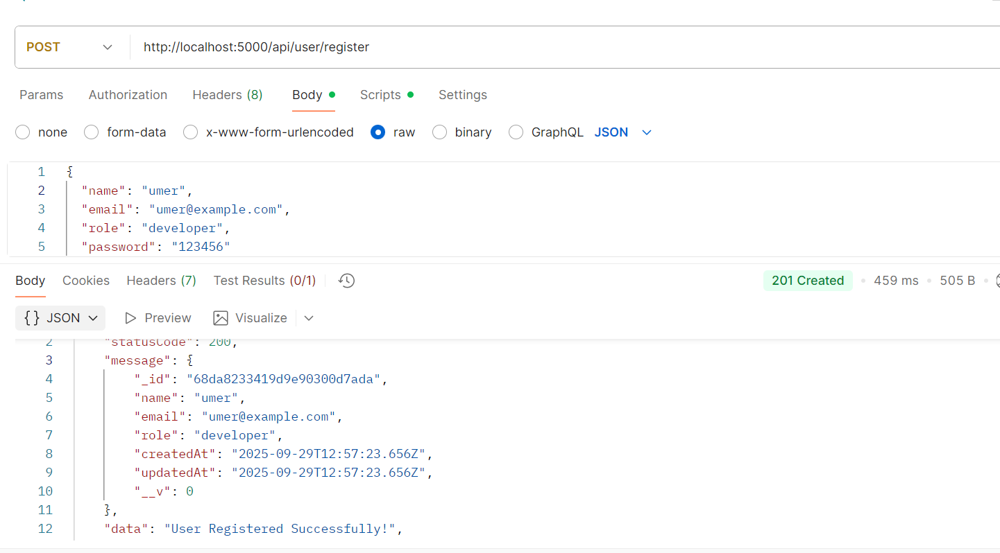 POST http://localhost:5000/api/user/register
Params Authorization Headers (8) Body Scripts Settings
none form-data x-www-form-urlencoded raw binary GraphQL JSON
1 {
2 "name": "umer",
3 "email": "umer@example.com",
4 "role": "developer",
5 "password": "123456"
Body Cookies Headers (7) Test Results (0/1) 201 Created 459 ms 505 B
{} JSON Preview Visualize
2 "statusCode": 200,
3 "message": {
4 "_id": "68da8233419d9e90300d7ada",
5 "name": "umer",
6 "email": "umer@example.com",
7 "role": "developer",
8 "createdAt": "2025-09-29T12:57:23.656Z",
9 "updatedAt": "2025-09-29T12:57:23.656Z",
10 "__v": 0
11 },
12 "data": "User Registered Successfully!",